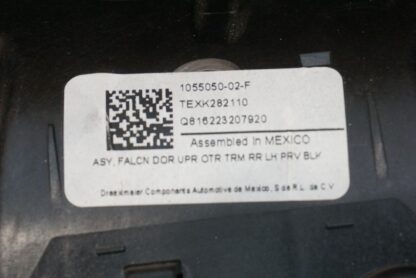 1055050-02-F
TEXK282110
Q816223207920
Assembled in MEXICO
ASY, FALCN DOR UPR OTR TRM RR LH PRV BLK
Draexlmaier Components Automotive de Mexico, S de R.L. de C.V.